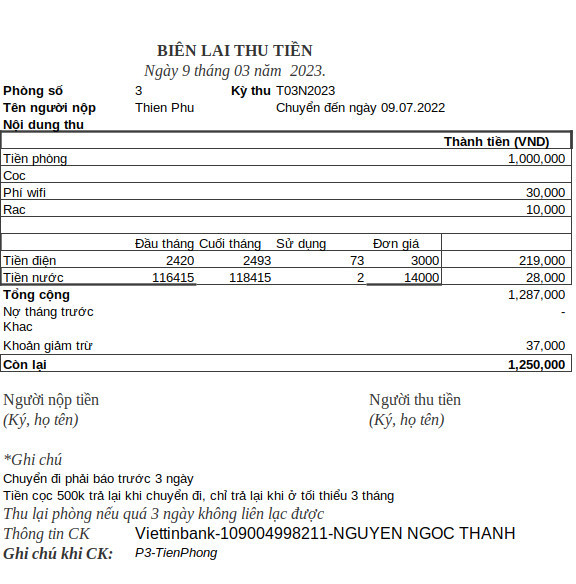 BIÊN LAI THU TIỀN
Ngày 9 tháng 03 năm 2023.
Phòng số 3 Kỳ thu T03N2023
Tên người nộp Thien Phu Chuyển đến ngày 09.07.2022
Nội dung thu
Thành tiền (VND)
Tiền phòng 1,000,000
Coc
Phí wifi 30,000
Rac 10,000
Đầu tháng Cuối tháng Sử dụng Đơn giá
Tiền điện 2420 2493 73 3000 219,000
Tiền nước 116415 118415 2 14000 28,000
Tổng cộng 1,287,000
Nợ tháng trước -
Khac
Khoản giảm trừ 37,000
Còn lại 1,250,000
Người nộp tiền Người thu tiền
(Ký, họ tên) (Ký, họ tên)
*Ghi chú
Chuyển đi phải báo trước 3 ngày
Tiền cọc 500k trả lại khi chuyển đi, chỉ trả lại khi ở tối thiểu 3 tháng
Thu lại phòng nếu quá 3 ngày không liên lạc được
Thông tin CK Viettinbank-109004998211-NGUYEN NGOC THANH
Ghi chú khi CK: P3-TienPhong